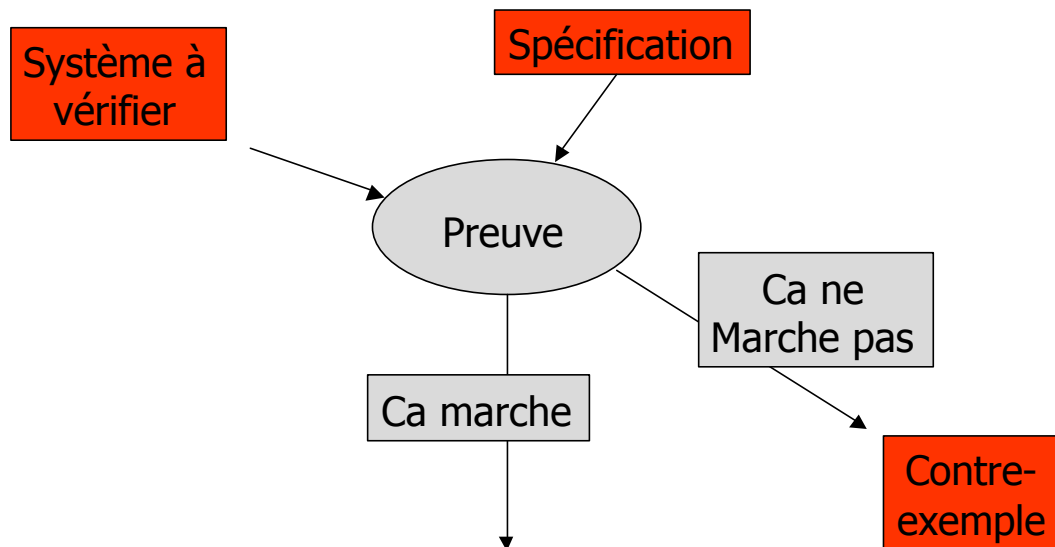 Système à
vérifier
Spécification
Preuve
Ca ne
Marche pas
Ca marche
Contre-
exemple